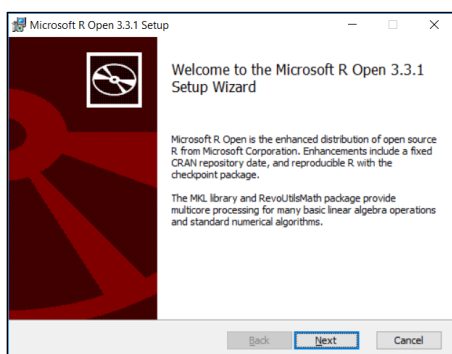 Microsoft R Open 3.3.1 Setup
Welcome to the Microsoft R Open 3.3.1
Setup Wizard
Microsoft R Open is the enhanced distribution of open source
R from Microsoft Corporation. Enhancements include a fixed
CRAN repository date, and reproducible R with the
checkpoint package.
The MKL library and RevoUtilsMath package provide
multicore processing for many basic linear algebra operations
and standard numerical algorithms.
Back Next Cancel